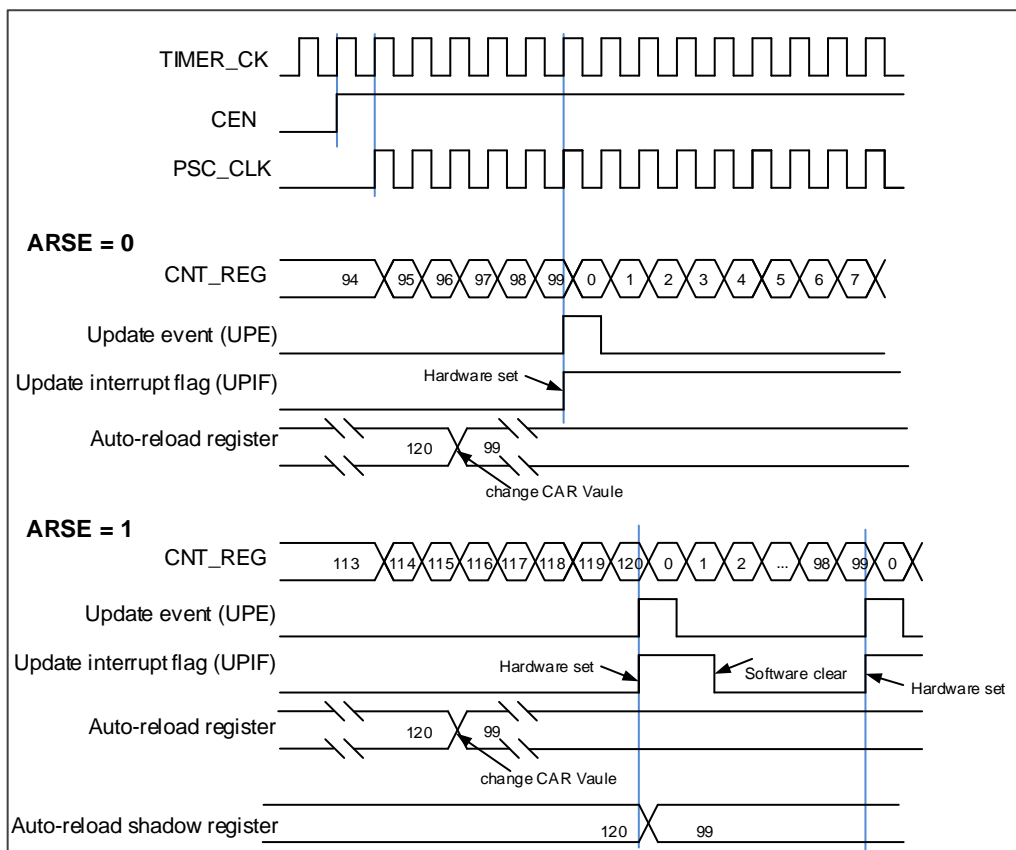 TIMER_CK
CEN
PSC_CLK
ARSE = 0
CNT_REG 94 95 96 97 98 99 0 1 2 3 4 5 6 7
Update event (UPE)
Update interrupt flag (UPIF) Hardware set
Auto-reload register 120 99
change CAR Vaule
ARSE = 1
CNT_REG 113 114 115 116 117 118 119 120 0 1 2 ... 98 99 0
Update event (UPE)
Update interrupt flag (UPIF) Hardware set Software clear Hardware set
Auto-reload register 120 99
change CAR Vaule
Auto-reload shadow register 120 99